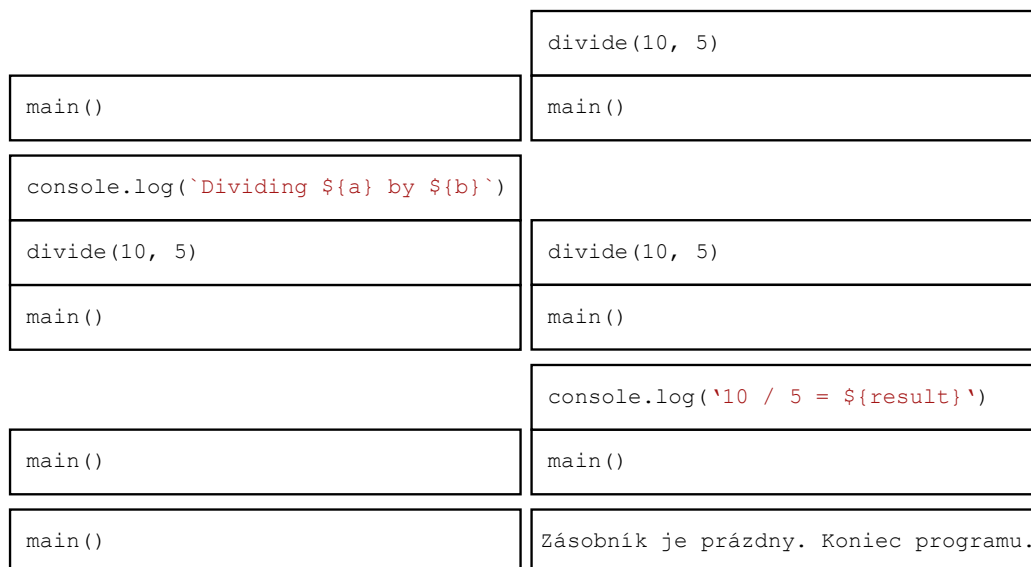 divide(10, 5)
main()
main()
console.log(`Dividing ${a} by ${b}`)
divide(10, 5)
divide(10, 5)
main()
main()
console.log(‛10 / 5 = ${result}‛)
main()
main()
main()
Zásobník je prázdny. Koniec programu.